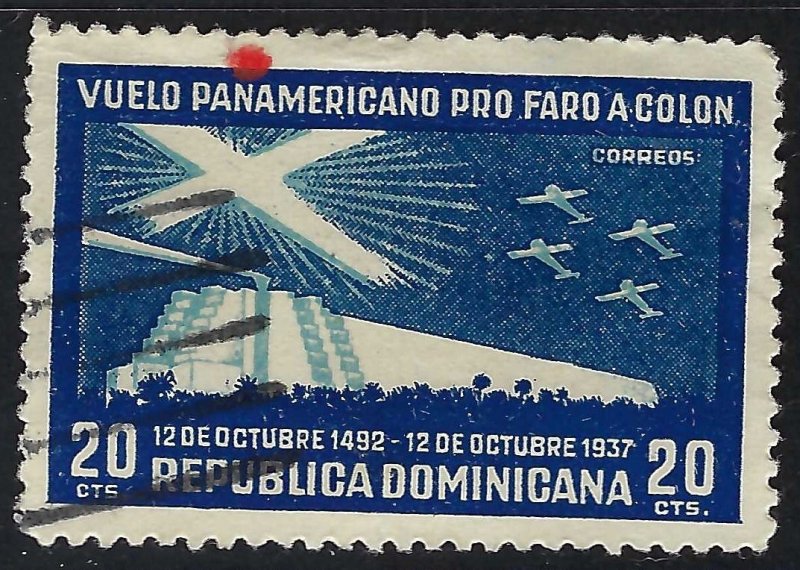 VUELO PANAMERICANO PRO FARO A COLON
CORREOS
12 DE OCTUBRE 1492 - 12 DE OCTUBRE 1937
20 CTS REPUBLICA DOMINICANA 20 CTS.